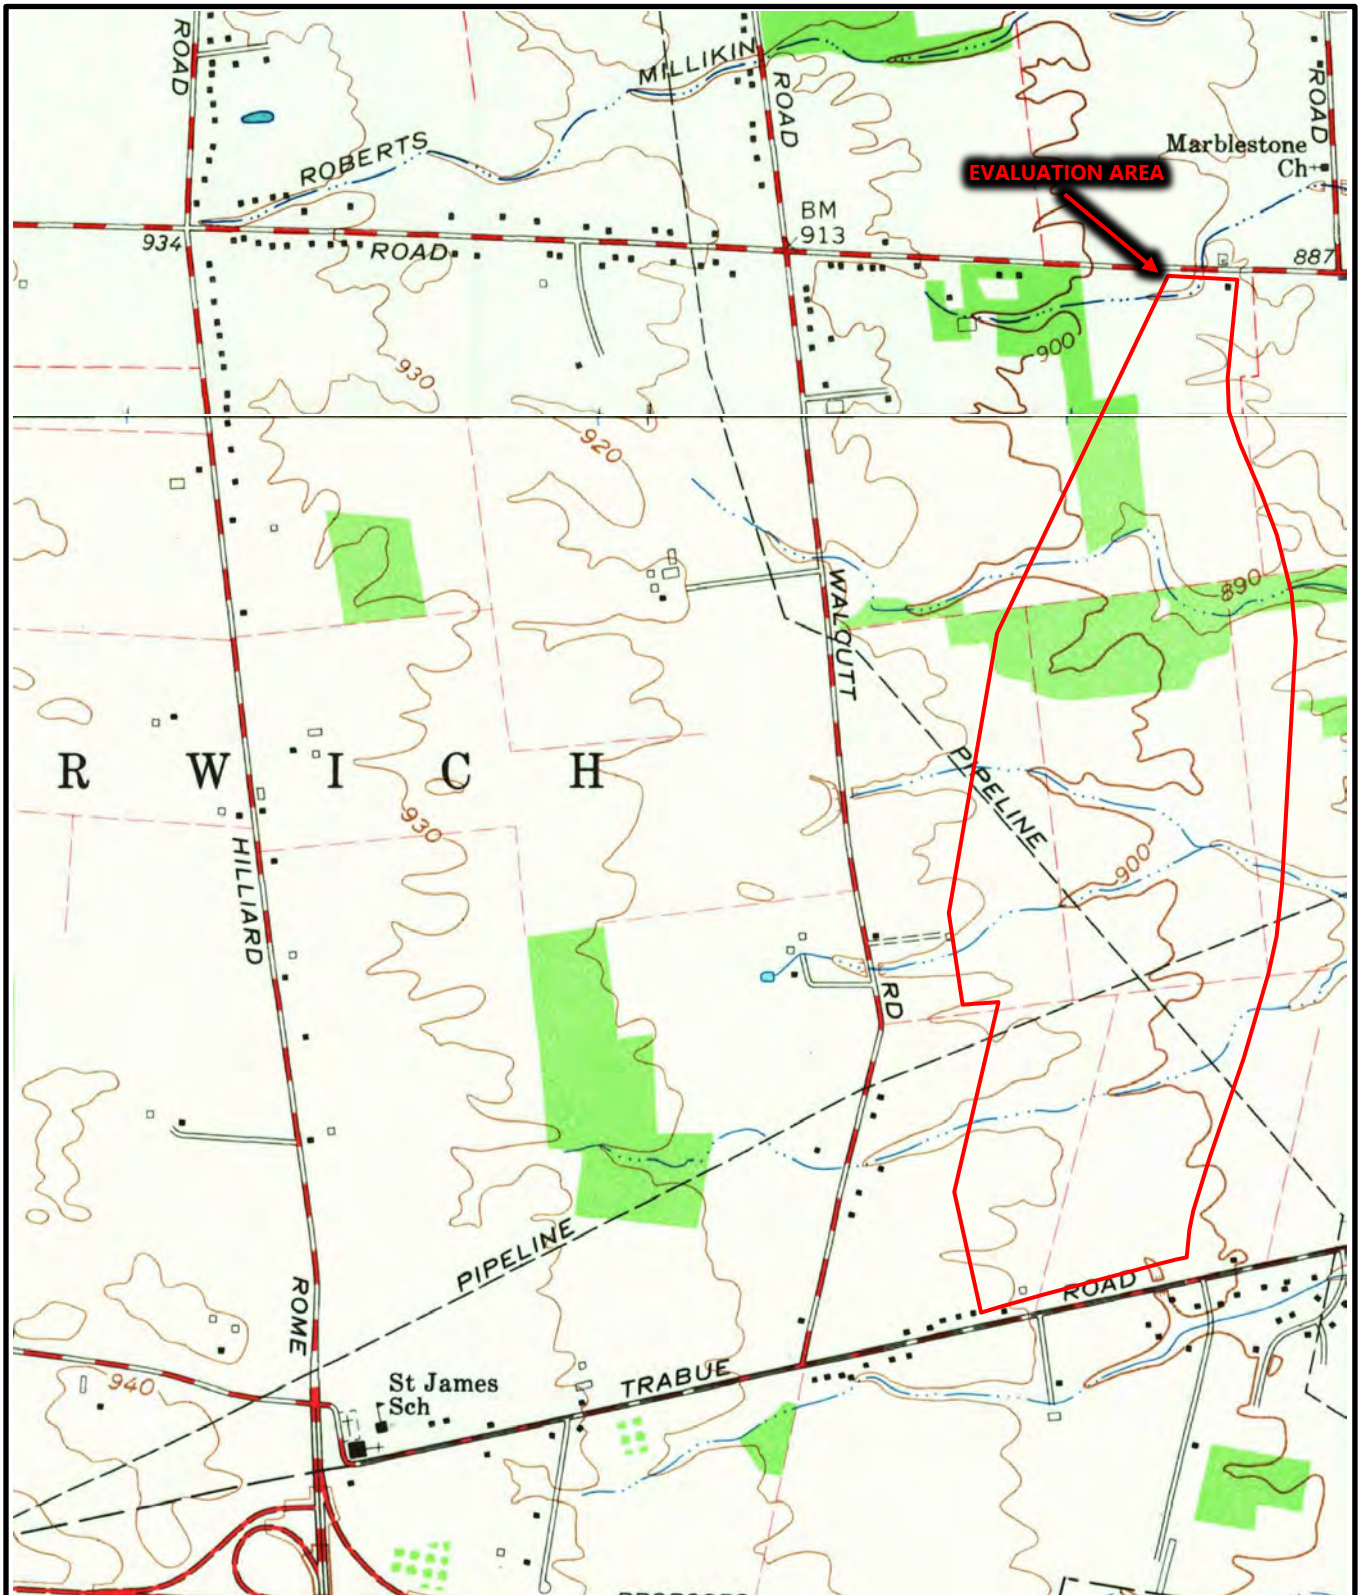 ROAD
MILLIKIN
ROAD
ROAD
Marblestone
Ch
ROBERTS
EVALUATION AREA
BM
913
934
ROAD
887
900
930
920
WALCUTT
890
R W I C H
PIPELINE
930
900
HILLIARD
RD
PIPELINE
ROME
ROAD
940
St James
Sch
TRABUE